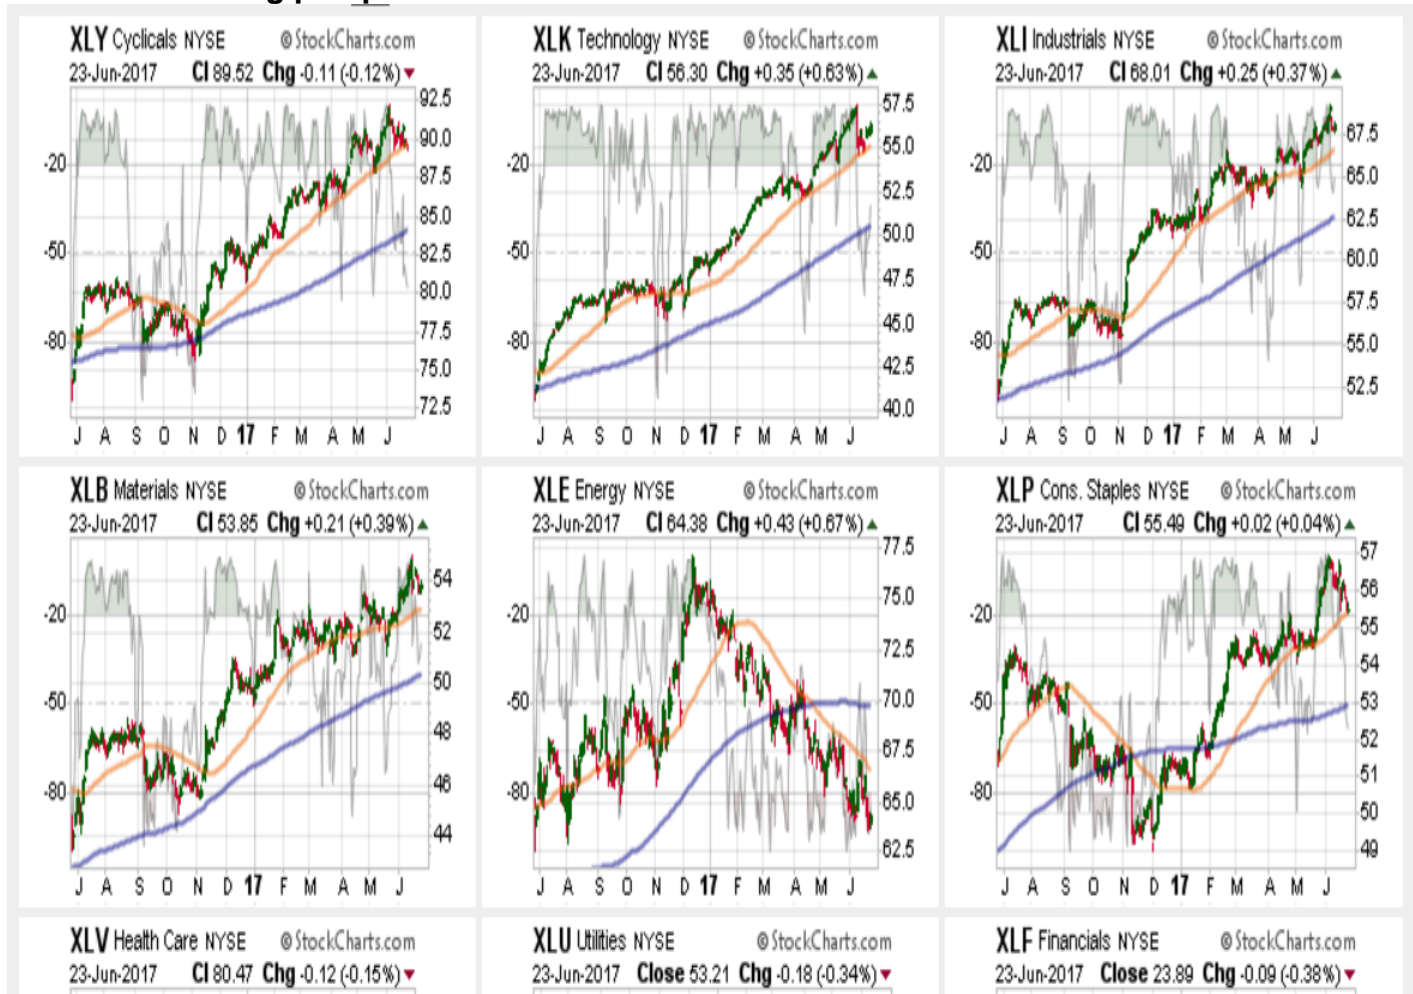 XLY Cyclicals NYSE © StockCharts.com
23-Jun-2017 Cl 89.52 Chg -0.11 (-0.12%)
92.5
90.0
-20
87.5
85.0
-50
82.5
80.0
77.5
-80
75.0
72.5
J A S O N D 17 F M A M J
XLK Technology NYSE © StockCharts.com
23-Jun-2017 Cl 56.30 Chg +0.35 (+0.63%)
57.5
55.0
-20
52.5
50.0
-50
47.5
45.0
-80
42.5
40.0
J A S O N D 17 F M A M J
XLI Industrials NYSE © StockCharts.com
23-Jun-2017 Cl 68.01 Chg +0.25 (+0.37%)
67.5
-20
65.0
62.5
-50
60.0
57.5
-80
55.0
52.5
J A S O N D 17 F M A M J
XLB Materials NYSE © StockCharts.com
23-Jun-2017 Cl 53.85 Chg +0.21 (+0.39%)
54
-20
52
50
-50
48
46
-80
44
J A S O N D 17 F M A M J
XLE Energy NYSE © StockCharts.com
23-Jun-2017 Cl 64.38 Chg +0.43 (+0.67%)
77.5
75.0
-20
72.5
70.0
-50
67.5
-80
65.0
62.5
J A S O N D 17 F M A M J
XLP Cons. Staples NYSE © StockCharts.com
23-Jun-2017 Cl 55.49 Chg +0.02 (+0.04%)
57
56
-20
55
54
-50
53
52
51
-80
50
49
J A S O N D 17 F M A M J
XLV Health Care NYSE © StockCharts.com
23-Jun-2017 Cl 80.47 Chg -0.12 (-0.15%)
XLU Utilities NYSE © StockCharts.com
23-Jun-2017 Close 53.21 Chg -0.18 (-0.34%)
XLF Financials NYSE © StockCharts.com
23-Jun-2017 Close 23.89 Chg -0.09 (-0.38%)